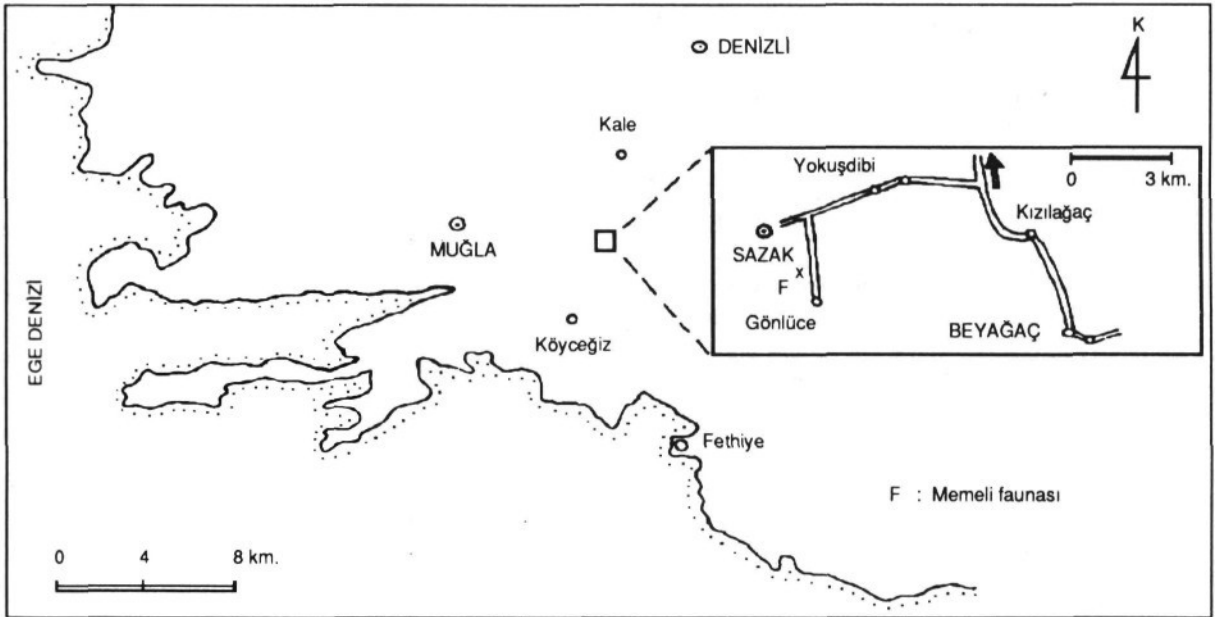 DENİZLİ
K
Kale
Yokuşdibi
0 3 km.
Kızılağaç
MUĞLA
SAZAK
F x
Gönlüce
BEYAĞAÇ
EGE DENİZİ
Köyceğiz
Fethiye
F : Memeli faunası
0 4 8 km.